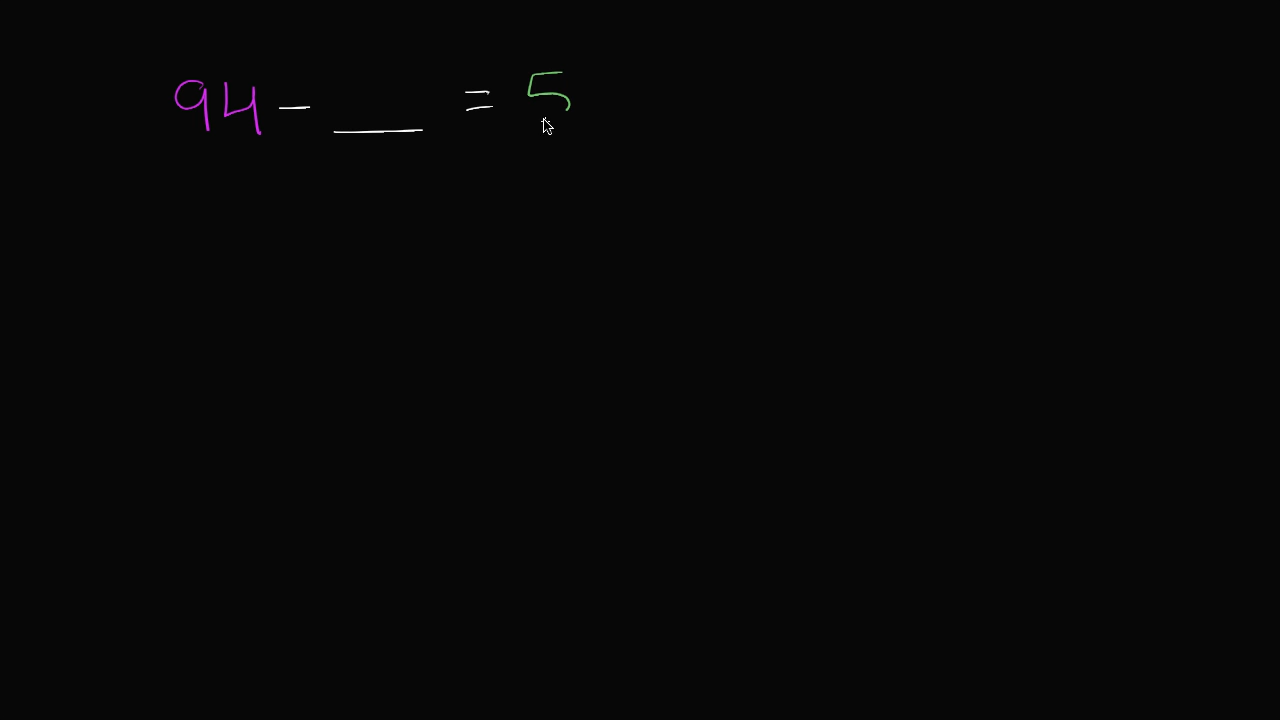 94 - ___ = 5